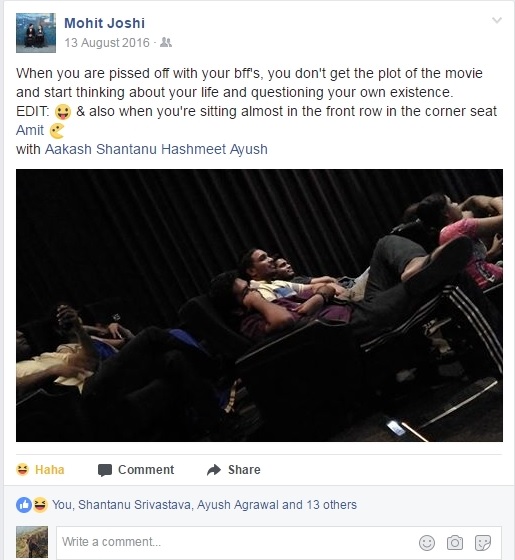 Mohit Joshi
13 August 2016 ·
When you are pissed off with your bff's, you don't get the plot of the movie
and start thinking about your life and questioning your own existence.
EDIT: 😛 & also when you're sitting almost in the front row in the corner seat
Amit
with Aakash Shantanu Hashmeet Ayush
Haha Comment Share
You, Shantanu Srivastava, Ayush Agrawal and 13 others
Write a comment...